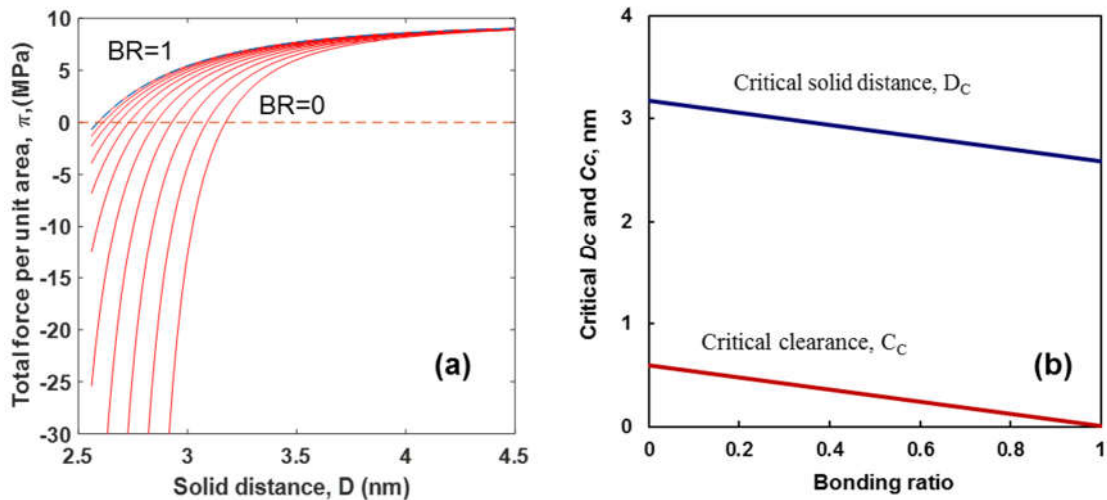 Total force per unit area, π,(MPa)
10
5
0
-5
-10
-15
-20
-25
-30
BR=1
BR=0
(a)
2.5 3 3.5 4 4.5
Solid distance, D (nm)
Critical Dc and Cc, nm
4
3
2
1
0
Critical solid distance, DC
Critical clearance, CC
(b)
0 0.2 0.4 0.6 0.8 1
Bonding ratio